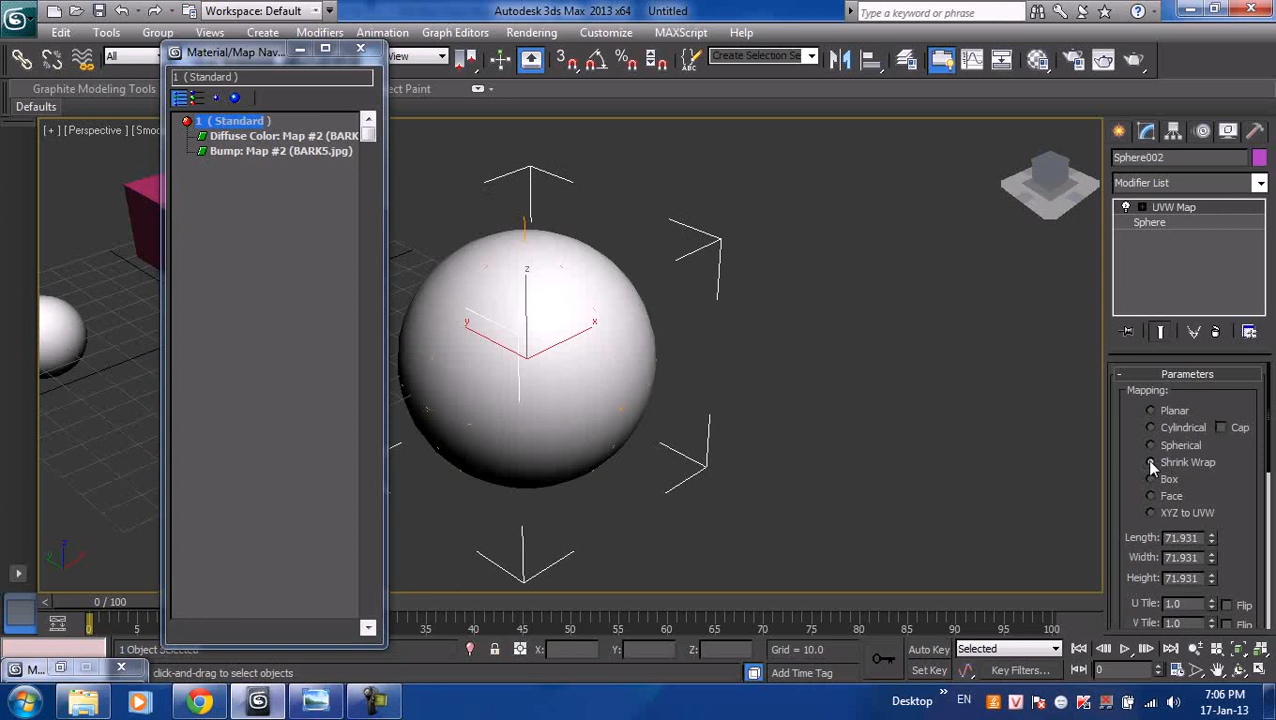 Workspace: Default
Autodesk 3ds Max 2013 x64
Untitled
Type a keyword or phrase
Edit
Tools
Group
Views
Create
Modifiers
Animation
Graph Editors
Rendering
Customize
MAXScript
Help
All
View
Create Selection Se
Graphite Modeling Tools
ct Paint
Defaults
Material/Map Nav...
1 (Standard )
1 ( Standard )
Diffuse Color: Map #2 (BARK
Bump: Map #2 (BARK5.jpg)
[ + ] [ Perspective ] [ Smoo
z
y
x
z
y
Sphere002
Modifier List
UVW Map
Sphere
Parameters
Mapping:
Planar
Cylindrical
Cap
Spherical
Shrink Wrap
Box
Face
XYZ to UVW
Length: 71.931
Width: 71.931
Height: 71.931
U Tile: 1.0
Flip
V Tile: 1.0
Flip
0 / 100
0
5
35
40
45
50
55
60
65
70
75
80
85
90
95
100
1 Object Selected
X:
Y:
Z:
Grid = 10.0
Auto Key
Selected
M...
click-and-drag to select objects
Add Time Tag
Set Key
Key Filters...
0
Desktop
EN
7:06 PM
17-Jan-13